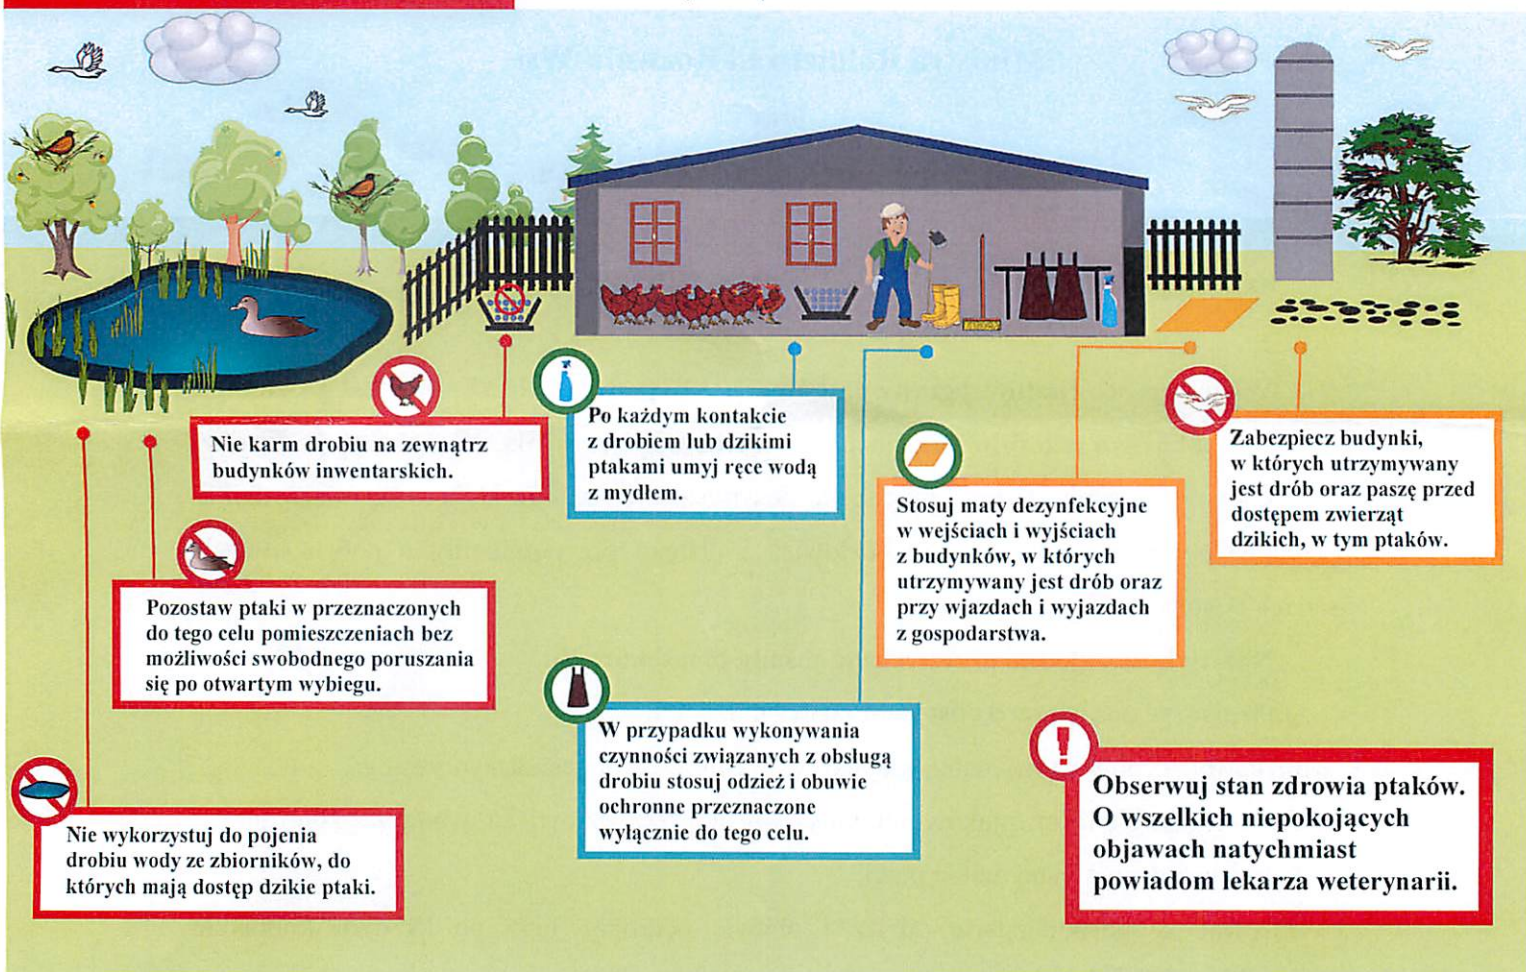 Nie karm drobiu na zewnątrz
budynków inwentarskich.
Po każdym kontakcie
z drobiem lub dzikimi
ptakami umyj ręce wodą
z mydłem.
Stosuj maty dezynfekcyjne
w wejściach i wyjściach
z budynków, w których
utrzymywany jest drób oraz
przy wjazdach i wyjazdach
z gospodarstwa.
Zabezpiecz budynki,
w których utrzymywany
jest drób oraz paszę przed
dostępem zwierząt
dzikich, w tym ptaków.
Pozostaw ptaki w przeznaczonych
do tego celu pomieszczeniach bez
możliwości swobodnego poruszania
się po otwartym wybiegu.
W przypadku wykonywania
czynności związanych z obsługą
drobiu stosuj odzież i obuwie
ochronne przeznaczone
wyłącznie do tego celu.
Nie wykorzystuj do pojenia
drobiu wody ze zbiorników, do
których mają dostęp dzikie ptaki.
!
Obserwuj stan zdrowia ptaków.
O wszelkich niepokojących
objawach natychmiast
powiadom lekarza weterynarii.